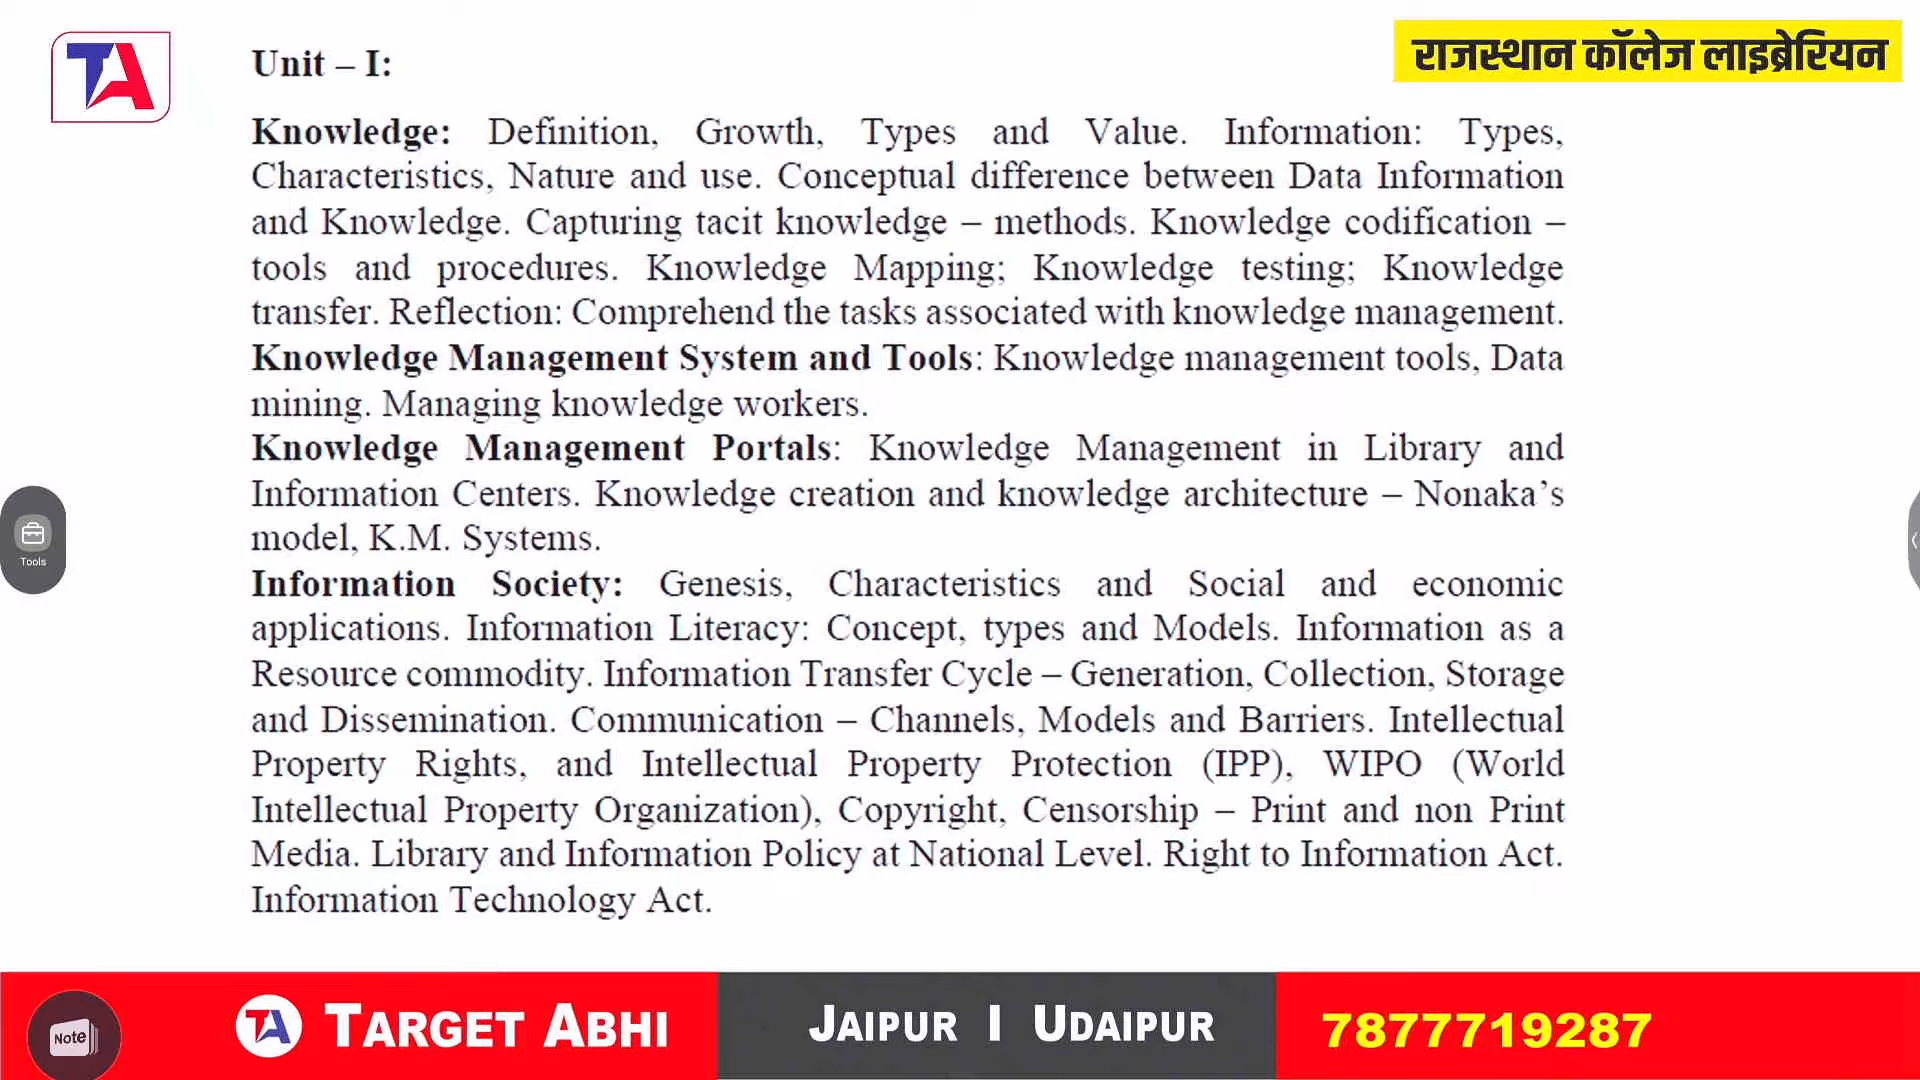 TA
राजस्थान कॉलेज लाइब्रेरियन
Unit – I:
Knowledge: Definition, Growth, Types and Value. Information: Types,
Characteristics, Nature and use. Conceptual difference between Data Information
and Knowledge. Capturing tacit knowledge – methods. Knowledge codification –
tools and procedures. Knowledge Mapping; Knowledge testing; Knowledge
transfer. Reflection: Comprehend the tasks associated with knowledge management.
Knowledge Management System and Tools: Knowledge management tools, Data
mining. Managing knowledge workers.
Knowledge Management Portals: Knowledge Management in Library and
Information Centers. Knowledge creation and knowledge architecture – Nonaka’s
model, K.M. Systems.
Information Society: Genesis, Characteristics and Social and economic
applications. Information Literacy: Concept, types and Models. Information as a
Resource commodity. Information Transfer Cycle – Generation, Collection, Storage
and Dissemination. Communication – Channels, Models and Barriers. Intellectual
Property Rights, and Intellectual Property Protection (IPP), WIPO (World
Intellectual Property Organization), Copyright, Censorship – Print and non Print
Media. Library and Information Policy at National Level. Right to Information Act.
Information Technology Act.
Tools
Note
TA TARGET ABHI
JAIPUR I UDAIPUR
7877719287